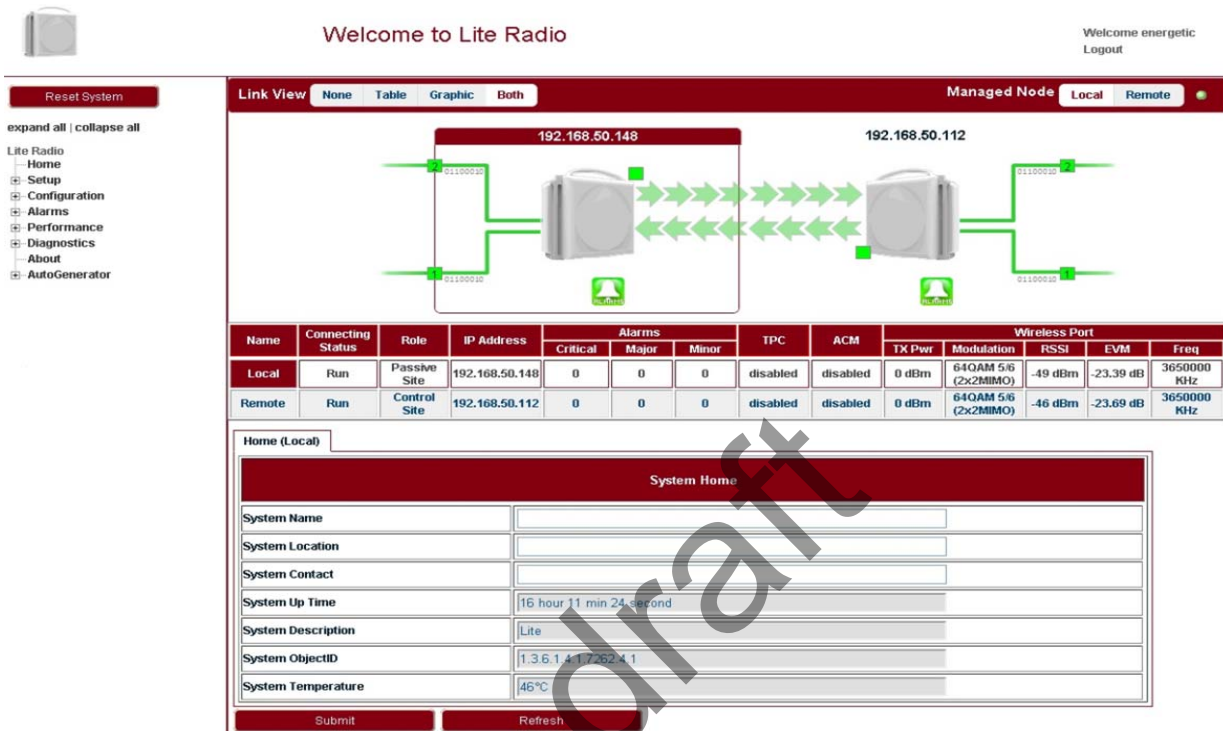 Welcome to Lite Radio
Welcome energetic
Logout
Reset System
expand all | collapse all
Lite Radio
Home
Setup
Configuration
Alarms
Performance
Diagnostics
About
AutoGenerator
Link View None Table Graphic Both
Managed Node Local Remote
192.168.50.148
192.168.50.112
2
01100010
01100010
2
1
01100010
01100010
1
ALARMS
ALARMS
Name Connecting Status Role IP Address Alarms TPC ACM Wireless Port
Critical Major Minor TX Pwr Modulation RSSI EVM Freq
Local Run Passive Site 192.168.50.148 0 0 0 disabled disabled 0 dBm 64QAM 5/6 (2x2MIMO) -49 dBm -23.39 dB 3650000 KHz
Remote Run Control Site 192.168.50.112 0 0 0 disabled disabled 0 dBm 64QAM 5/6 (2x2MIMO) -46 dBm -23.69 dB 3650000 KHz
Home (Local)
System Home
System Name
System Location
System Contact
System Up Time 16 hour 11 min 24 second
System Description Lite
System ObjectID 1.3.6.1.4.1.7262.4.1
System Temperature 46°C
Submit Refresh
draft